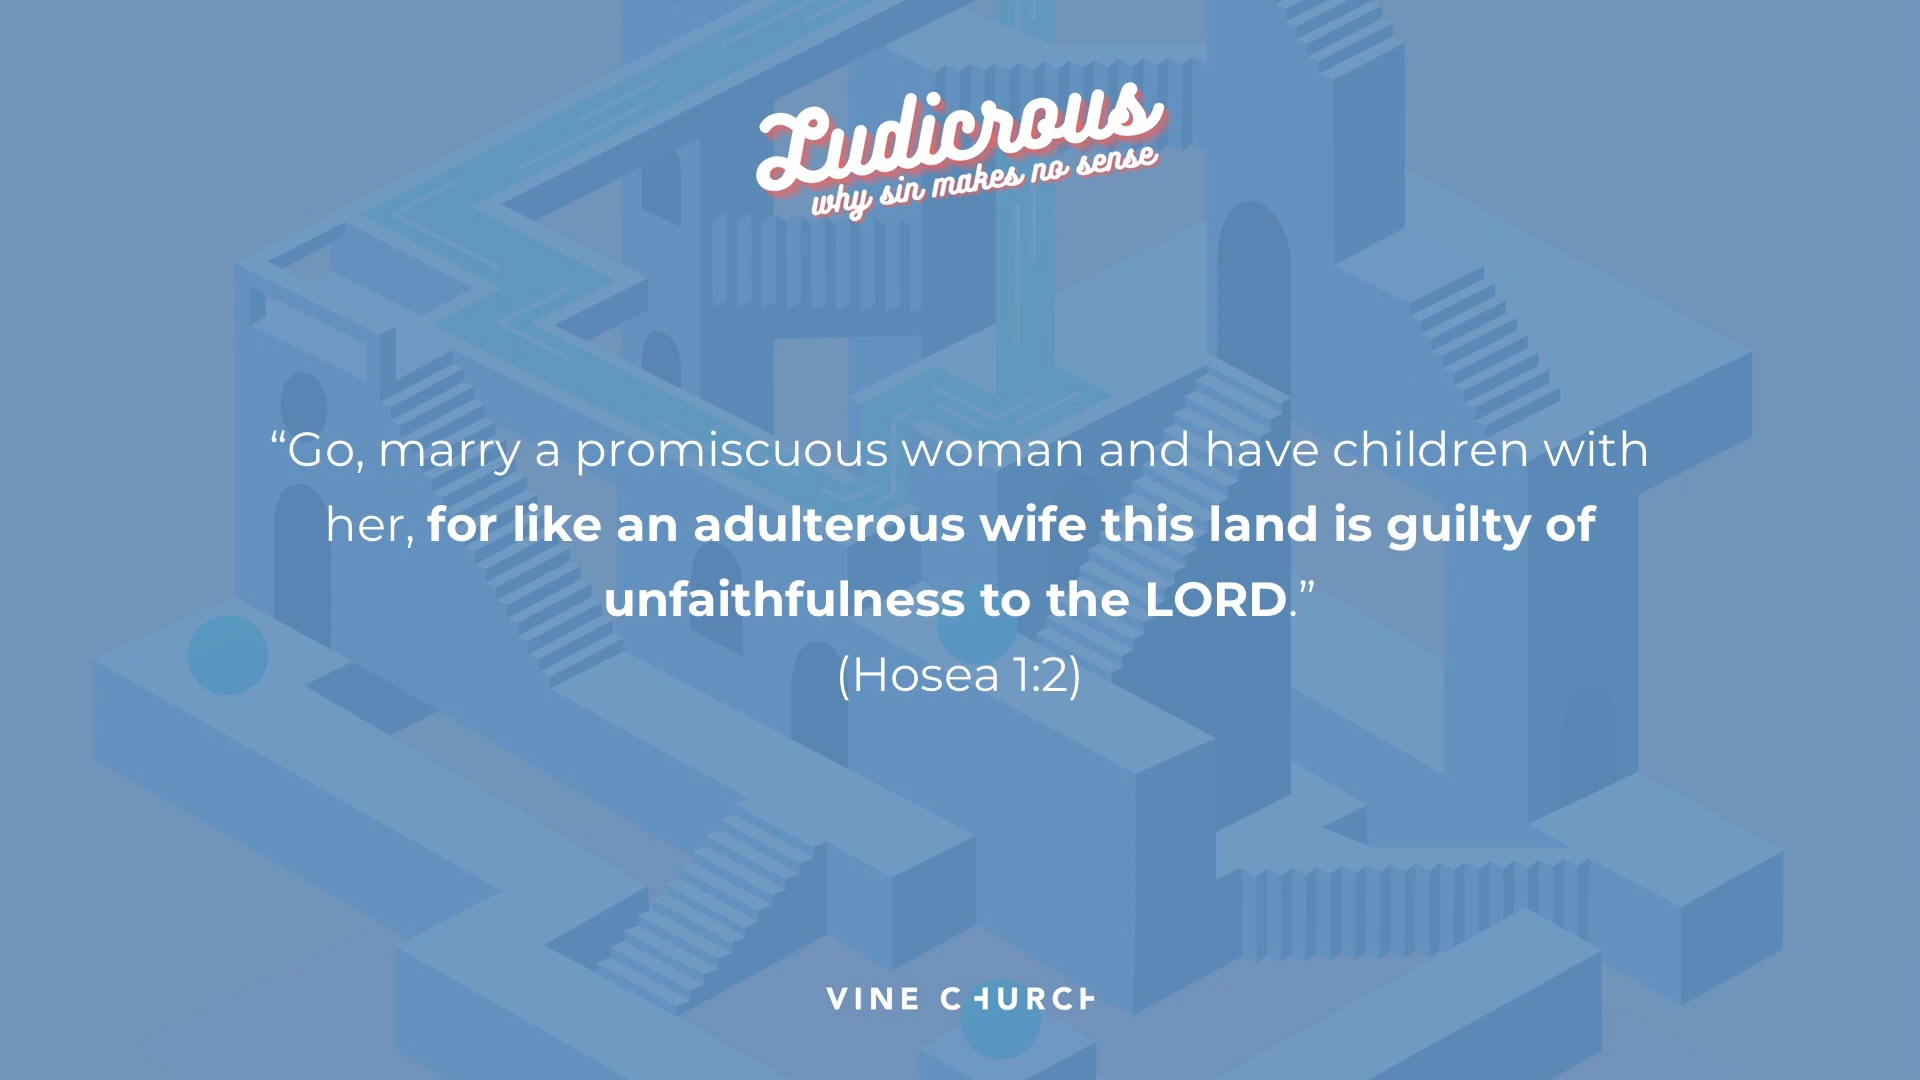 Ludicrous
why sin makes no sense
“Go, marry a promiscuous woman and have children with
her, for like an adulterous wife this land is guilty of
unfaithfulness to the LORD.”
(Hosea 1:2)
VINE CHURCH